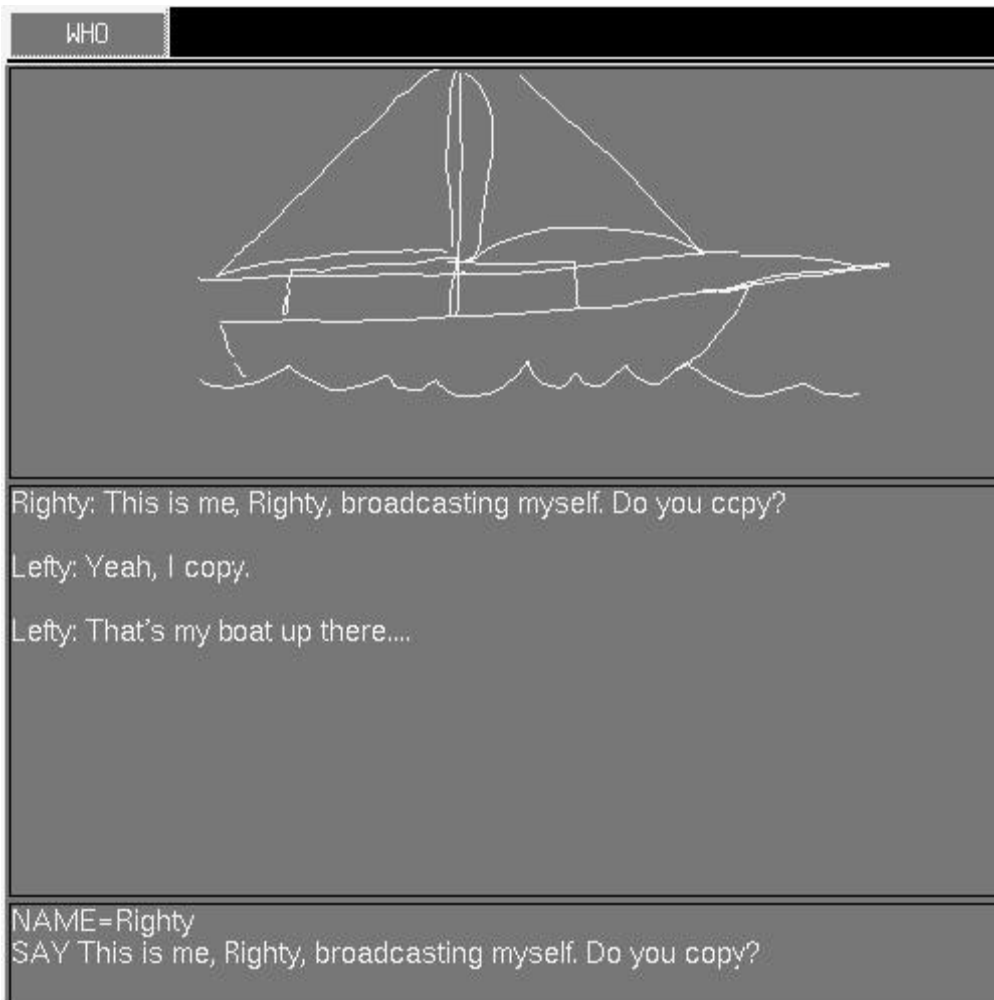 WHO
Righty: This is me, Righty, broadcasting myself. Do you copy?
Lefty: Yeah, I copy.
Lefty: That's my boat up there....
NAME=Righty
SAY This is me, Righty, broadcasting myself. Do you copy?